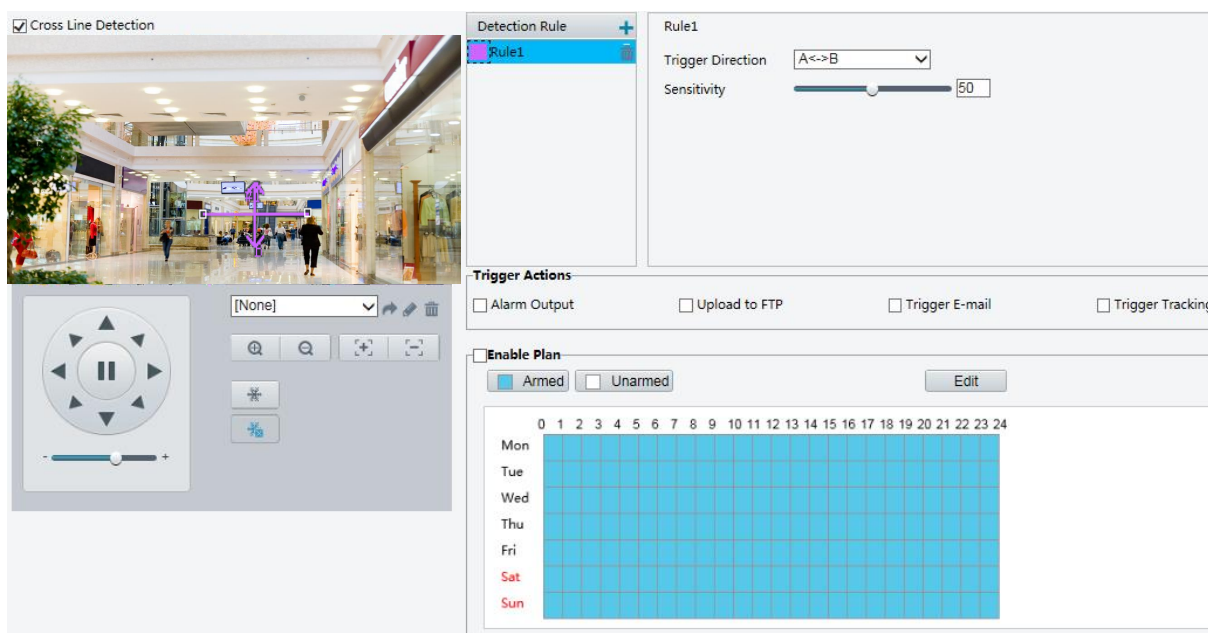 Cross Line Detection
Detection Rule
Rule1
Rule1
Trigger Direction A<->B
Sensitivity 50
[None]
- +
Trigger Actions
Alarm Output Upload to FTP Trigger E-mail Trigger Tracking
Enable Plan
Armed Unarmed Edit
0 1 2 3 4 5 6 7 8 9 10 11 12 13 14 15 16 17 18 19 20 21 22 23 24
Mon
Tue
Wed
Thu
Fri
Sat
Sun